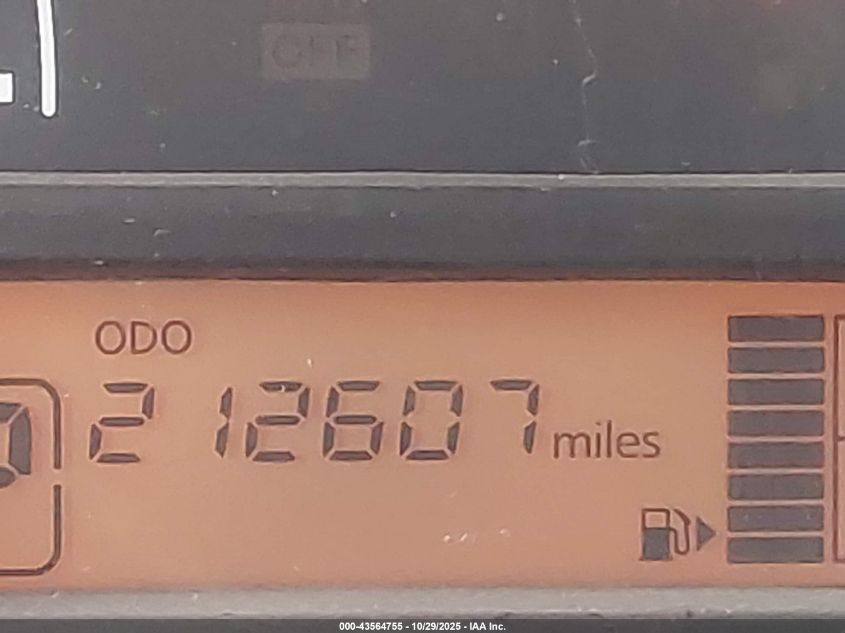 OFF
ODO
212607 miles
000-43564755 - 10/29/2025 - IAA Inc.